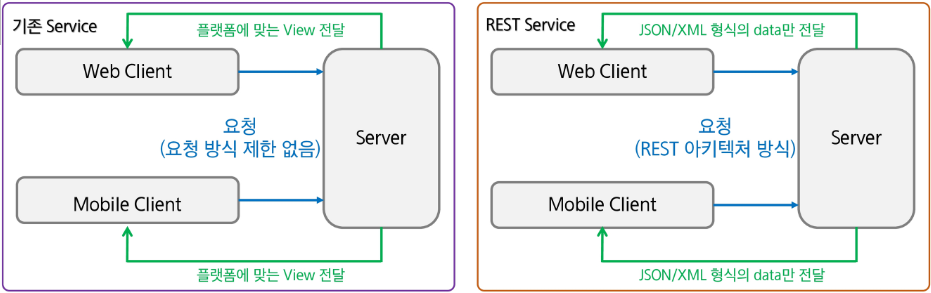 기존 Service
플랫폼에 맞는 View 전달
Web Client
요청
(요청 방식 제한 없음)
Server
Mobile Client
플랫폼에 맞는 View 전달
REST Service
JSON/XML 형식의 data만 전달
Web Client
요청
(REST 아키텍처 방식)
Server
Mobile Client
JSON/XML 형식의 data만 전달